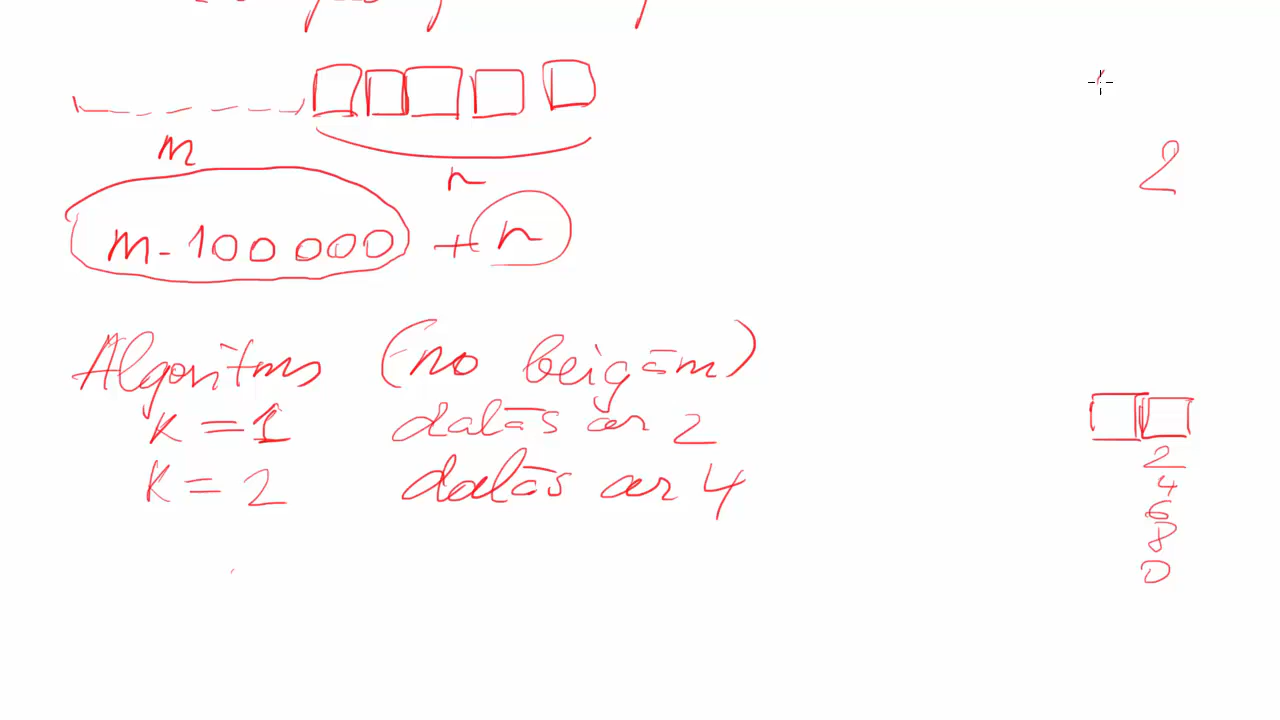 m
n
m - 100 000 + n
2
Algoritms (no beigām)
K = 1 dalās ar 2
K = 2 dalās ar 4
2
4
6
8
0